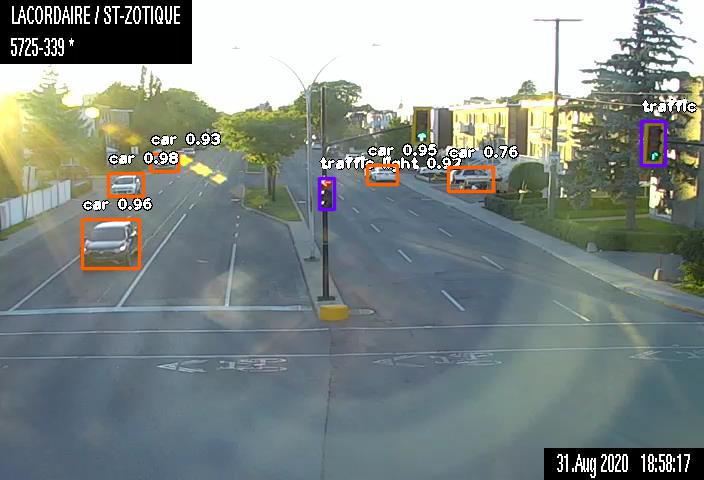 LACORDAIRE / ST-ZOTIQUE
5725-339 *
traffic
car 0.93
car 0.98
car 0.95
car 0.76
traffic light 0.92
car 0.96
31.Aug 2020 18:58:17